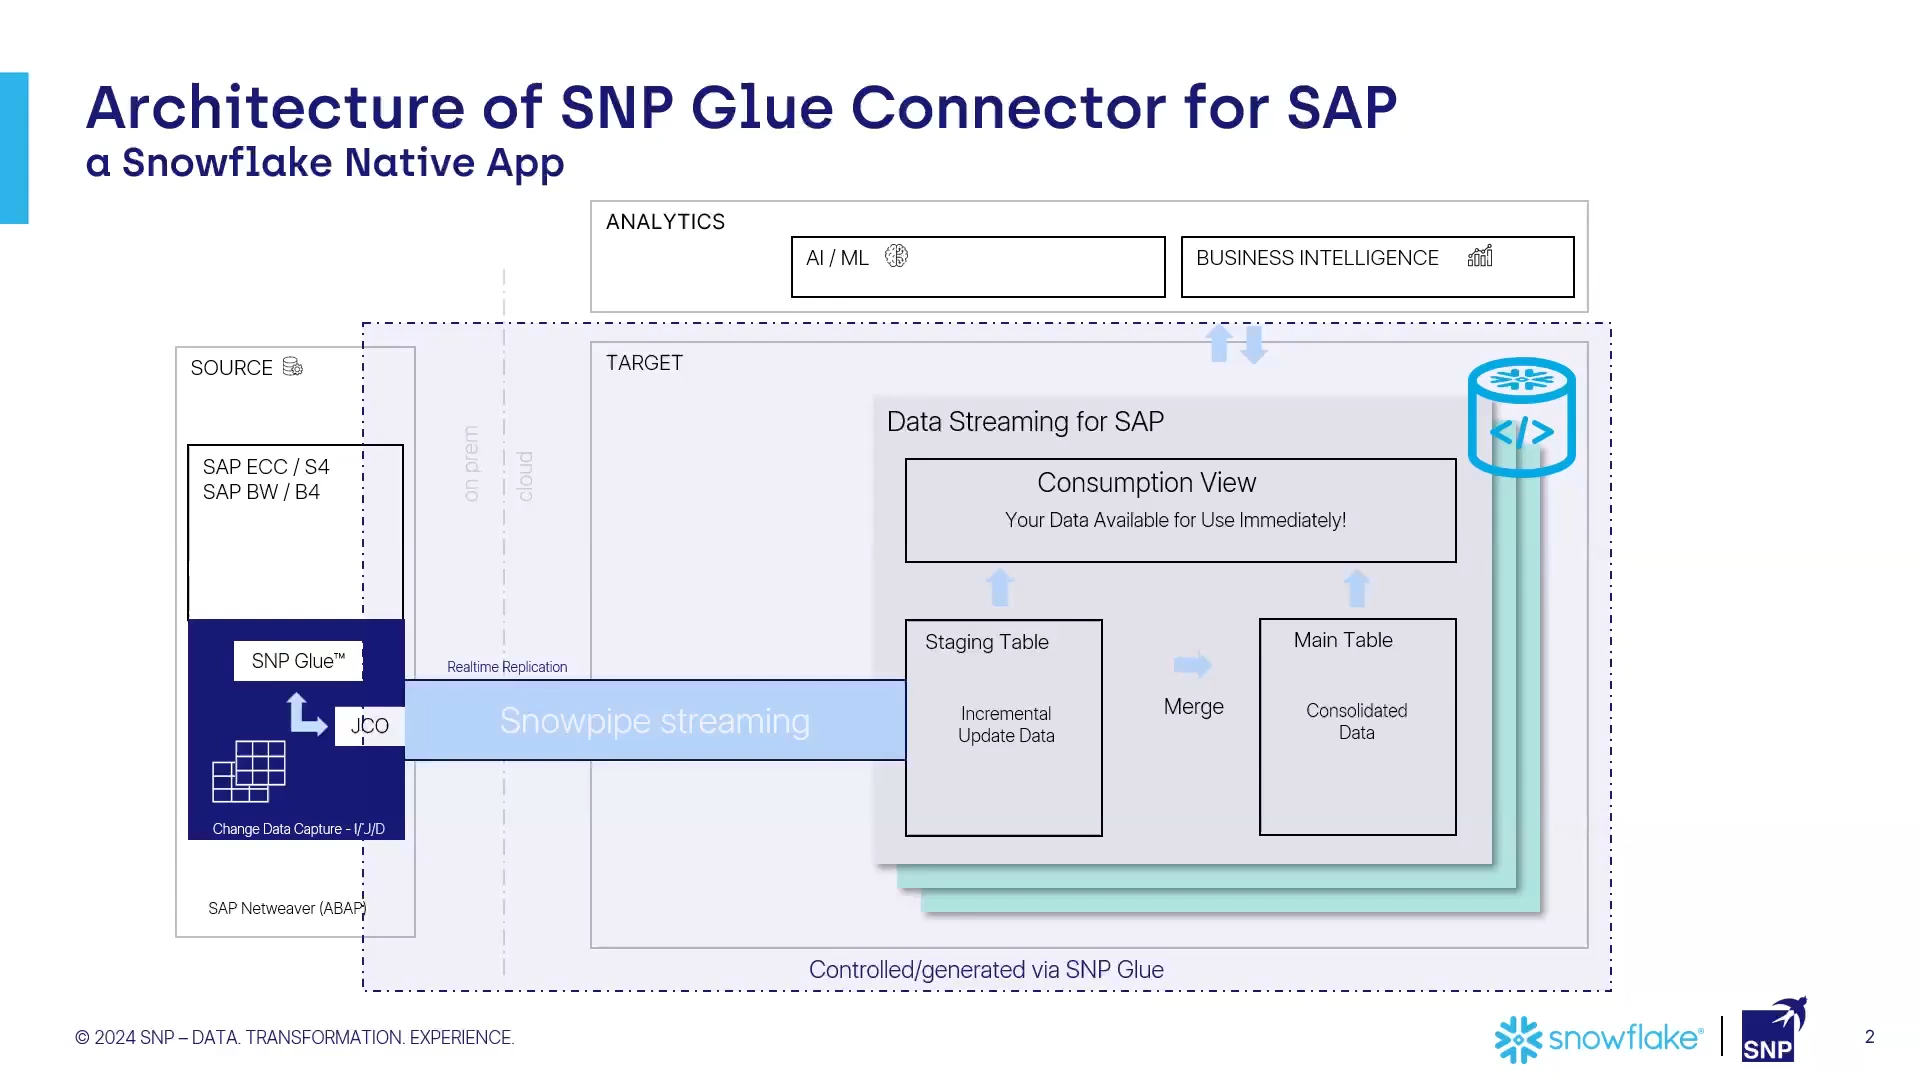 Architecture of SNP Glue Connector for SAP
a Snowflake Native App
ANALYTICS
AI / ML
BUSINESS INTELLIGENCE
SOURCE
TARGET
on prem
cloud
SAP ECC / S4
SAP BW / B4
Data Streaming for SAP
Consumption View
Your Data Available for Use Immediately!
SNP Glue™
JCO
Change Data Capture - I/U/D
SAP Netweaver (ABAP)
Realtime Replication
Snowpipe streaming
Staging Table
Incremental
Update Data
Merge
Main Table
Consolidated
Data
Controlled/generated via SNP Glue
© 2024 SNP – DATA. TRANSFORMATION. EXPERIENCE.
snowflake®
SNP
2